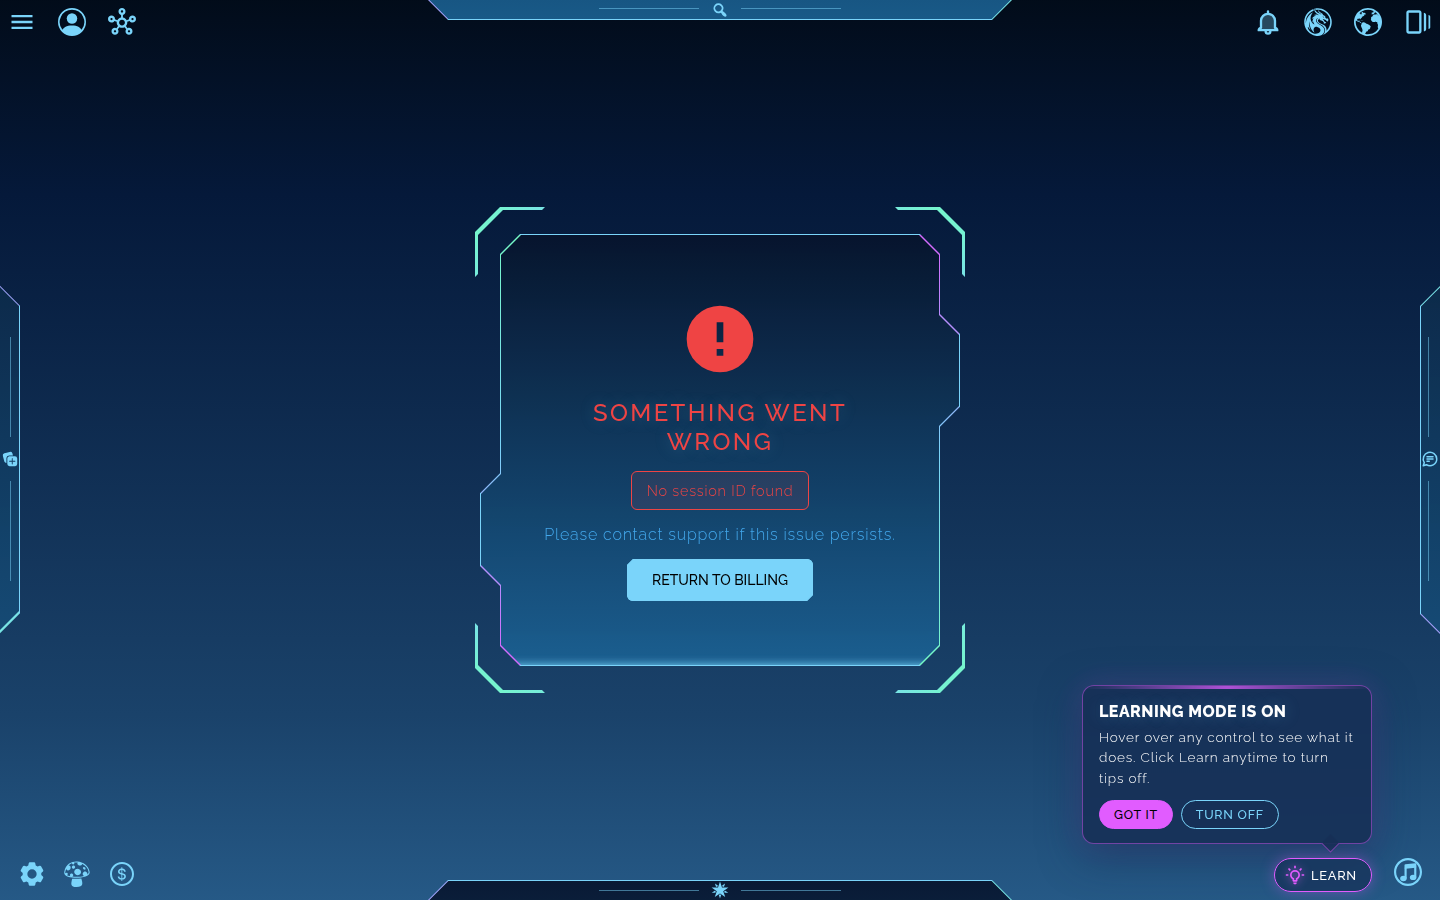 SOMETHING WENT
WRONG
No session ID found
Please contact support if this issue persists.
RETURN TO BILLING
LEARNING MODE IS ON
Hover over any control to see what it
does. Click Learn anytime to turn
tips off.
GOT IT
TURN OFF
LEARN